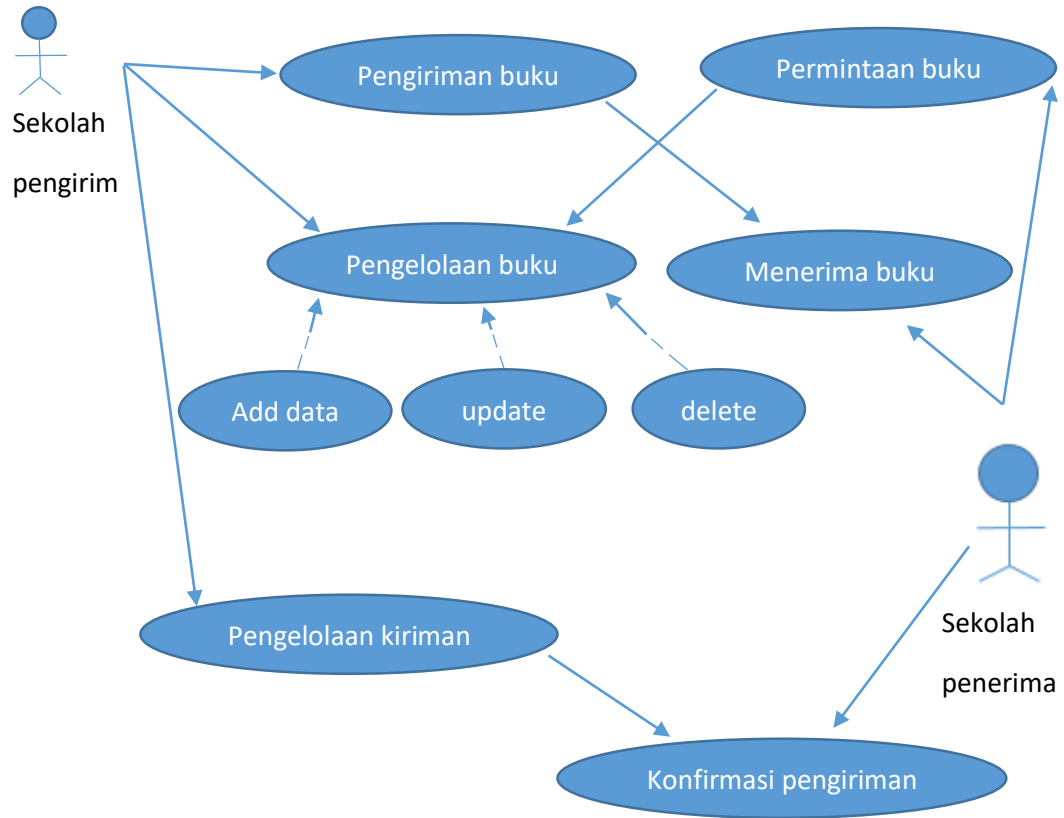 Sekolah
pengirim
Pengiriman buku
Permintaan buku
Pengelolaan buku
Menerima buku
Add data
update
delete
Pengelolaan kiriman
Sekolah
penerima
Konfirmasi pengiriman